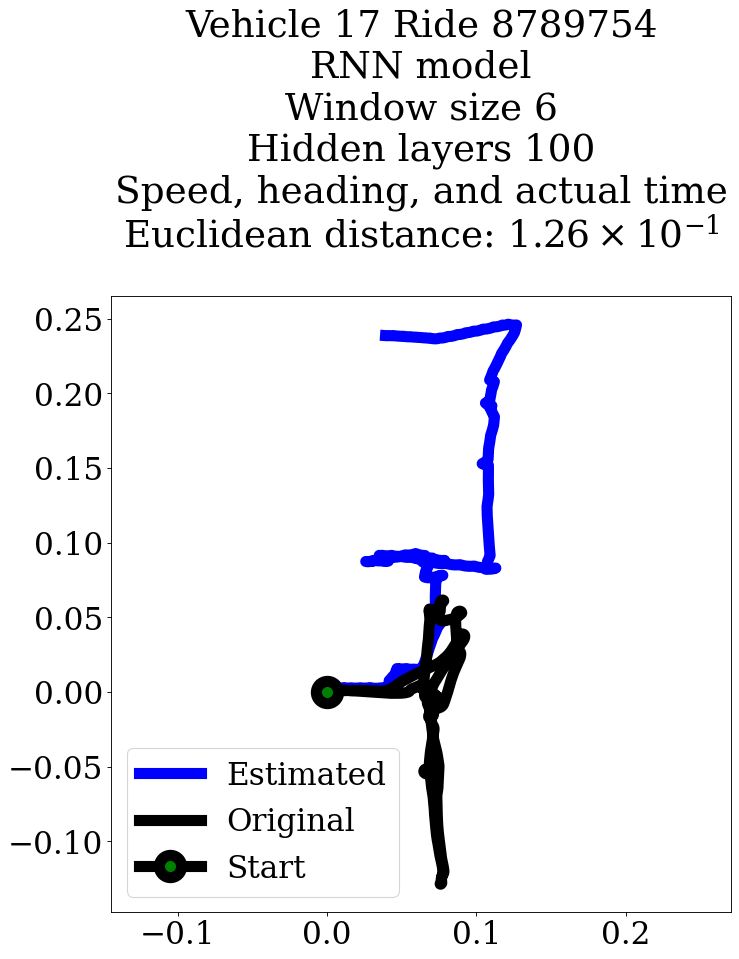 Vehicle 17 Ride 8789754
RNN model
Window size 6
Hidden layers 100
Speed, heading, and actual time
Euclidean distance: 1.26 × 10⁻¹
0.25
0.20
0.15
0.10
0.05
0.00
−0.05
−0.10
Estimated
Original
Start
−0.1
0.0
0.1
0.2